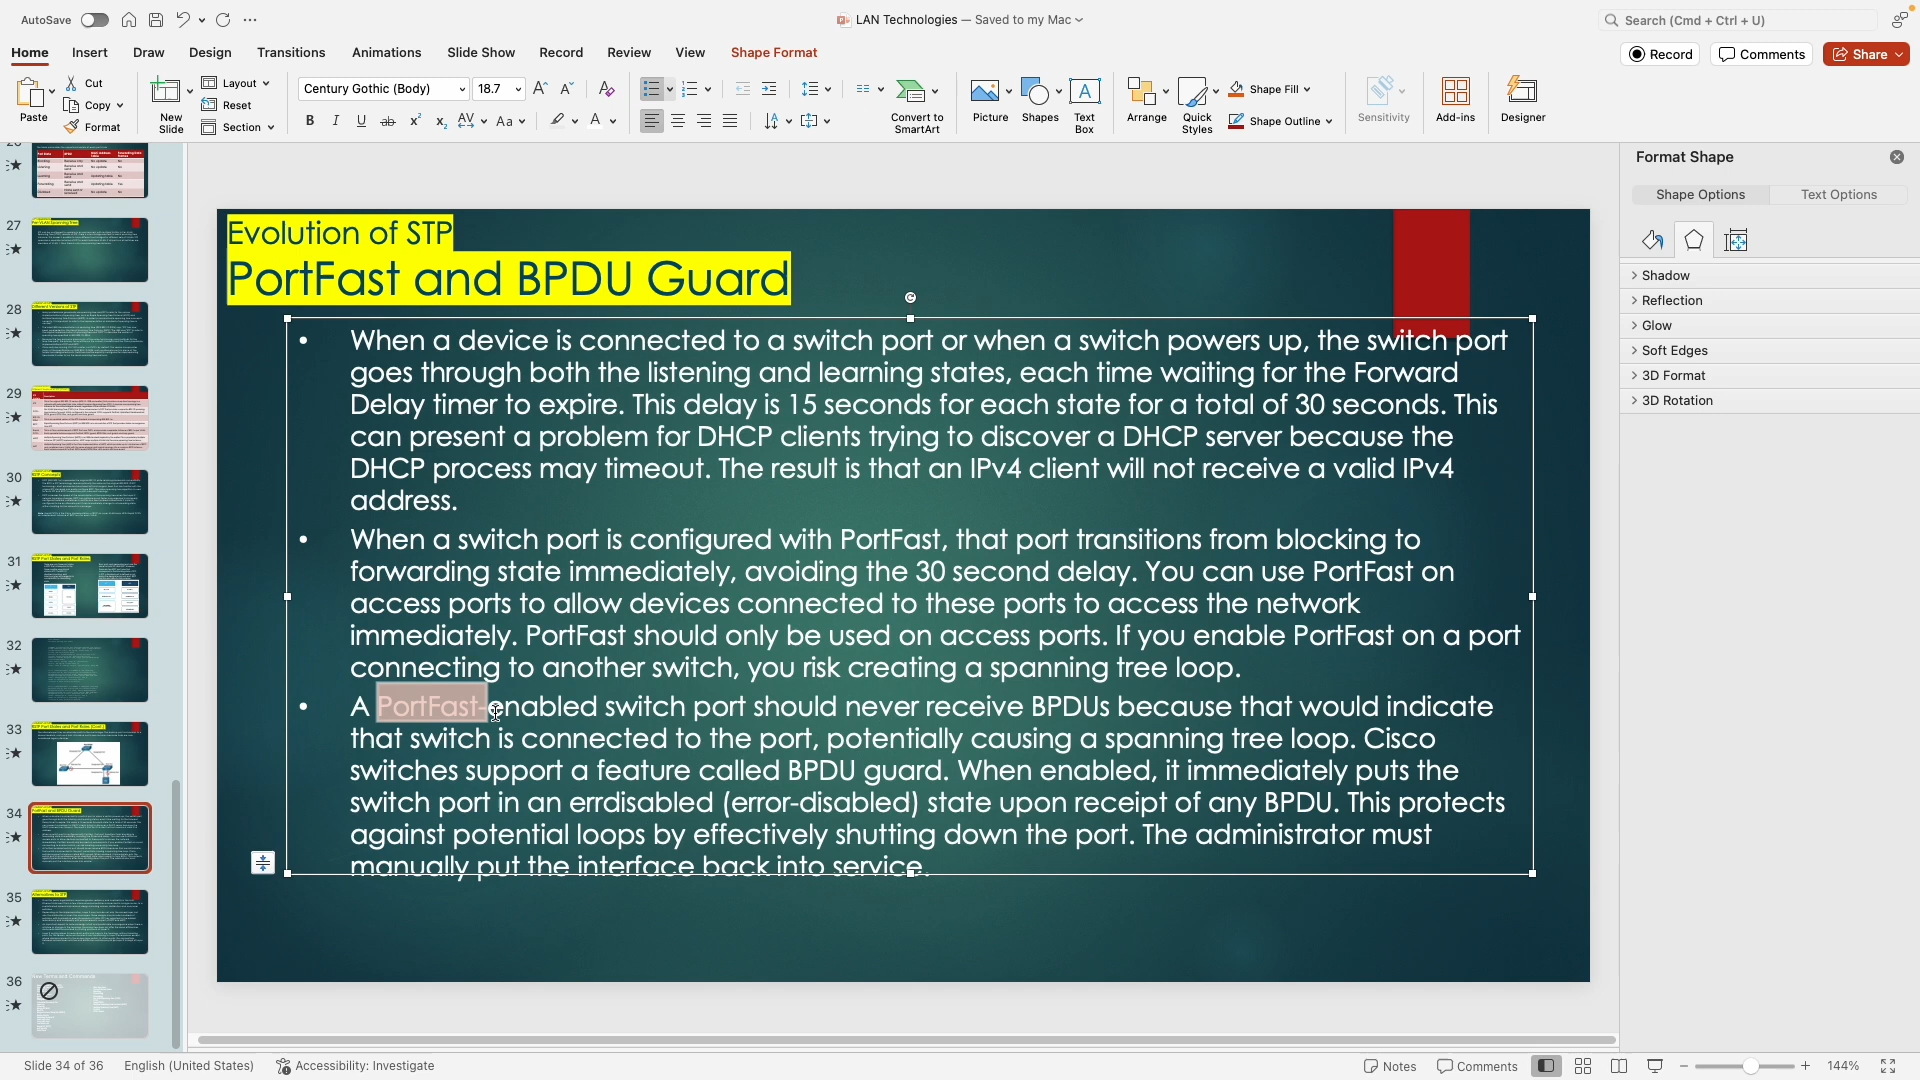 AutoSave
LAN Technologies — Saved to my Mac
Search (Cmd + Ctrl + U)
Home Insert Draw Design Transitions Animations Slide Show Record Review View Shape Format
Record Comments Share
Paste
Cut
Copy
Format
New Slide
Layout
Reset
Section
Century Gothic (Body) 18.7
Convert to SmartArt
Picture
Shapes
Text Box
Arrange
Quick Styles
Shape Fill
Shape Outline
Sensitivity
Add-ins
Designer
27
28
29
30
31
32
33
34
35
36
Evolution of STP
PortFast and BPDU Guard
• When a device is connected to a switch port or when a switch powers up, the switch port
goes through both the listening and learning states, each time waiting for the Forward
Delay timer to expire. This delay is 15 seconds for each state for a total of 30 seconds. This
can present a problem for DHCP clients trying to discover a DHCP server because the
DHCP process may timeout. The result is that an IPv4 client will not receive a valid IPv4
address.
• When a switch port is configured with PortFast, that port transitions from blocking to
forwarding state immediately, avoiding the 30 second delay. You can use PortFast on
access ports to allow devices connected to these ports to access the network
immediately. PortFast should only be used on access ports. If you enable PortFast on a port
connecting to another switch, you risk creating a spanning tree loop.
• A PortFast-enabled switch port should never receive BPDUs because that would indicate
that switch is connected to the port, potentially causing a spanning tree loop. Cisco
switches support a feature called BPDU guard. When enabled, it immediately puts the
switch port in an errdisabled (error-disabled) state upon receipt of any BPDU. This protects
against potential loops by effectively shutting down the port. The administrator must
manually put the interface back into service.
Format Shape
Shape Options Text Options
Shadow
Reflection
Glow
Soft Edges
3D Format
3D Rotation
Slide 34 of 36 English (United States) Accessibility: Investigate
Notes Comments 144%